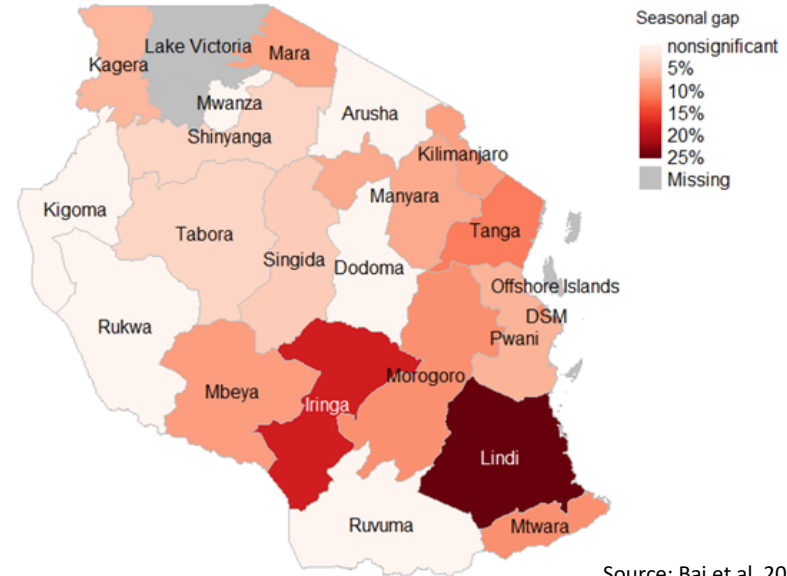 Seasonal gap
nonsignificant
5%
10%
15%
20%
25%
Missing
Lake Victoria
Kagera
Mara
Mwanza
Arusha
Shinyanga
Kilimanjaro
Kigoma
Manyara
Tabora
Tanga
Singida
Dodoma
Offshore Islands
DSM
Rukwa
Pwani
Morogoro
Mbeya
Iringa
Lindi
Ruvuma
Mtwara
Source: Bai et al. 20